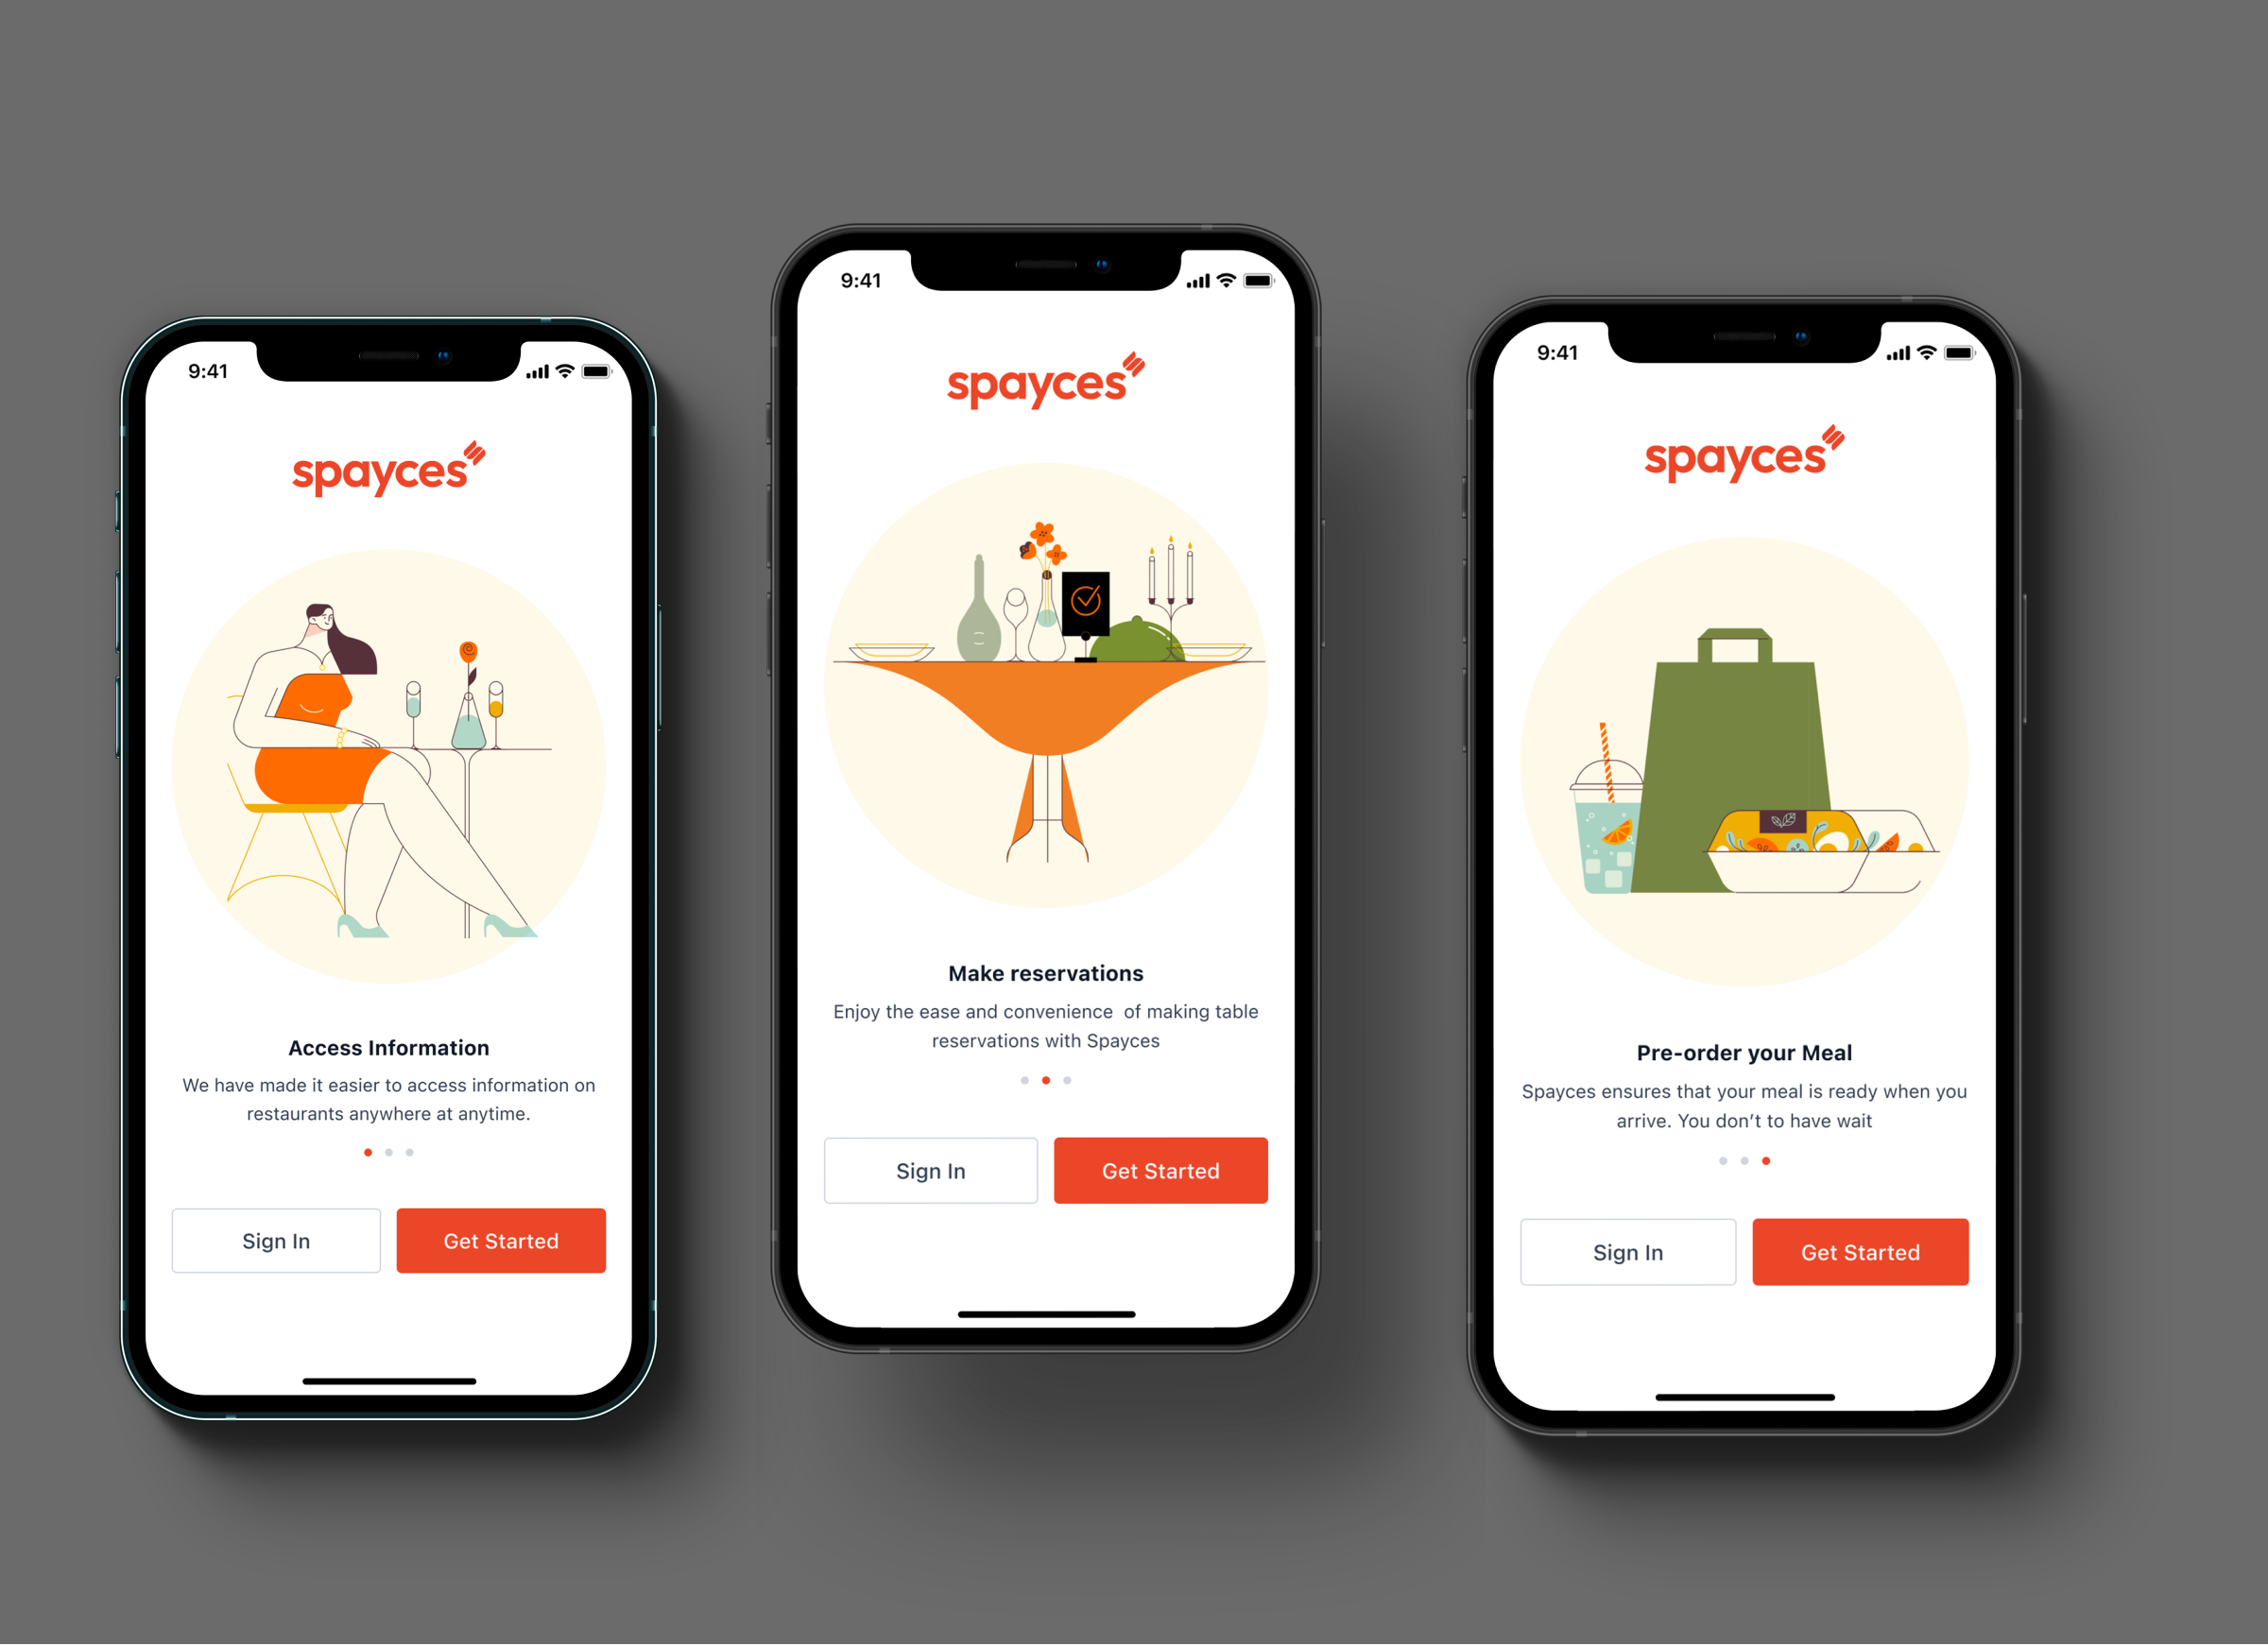 9:41
spayces
Access Information
We have made it easier to access information on
restaurants anywhere at anytime.
Sign In
Get Started
9:41
spayces
Make reservations
Enjoy the ease and convenience  of making table
reservations with Spayces
Sign In
Get Started
9:41
spayces
Pre-order your Meal
Spayces ensures that your meal is ready when you
arrive. You don’t to have wait
Sign In
Get Started